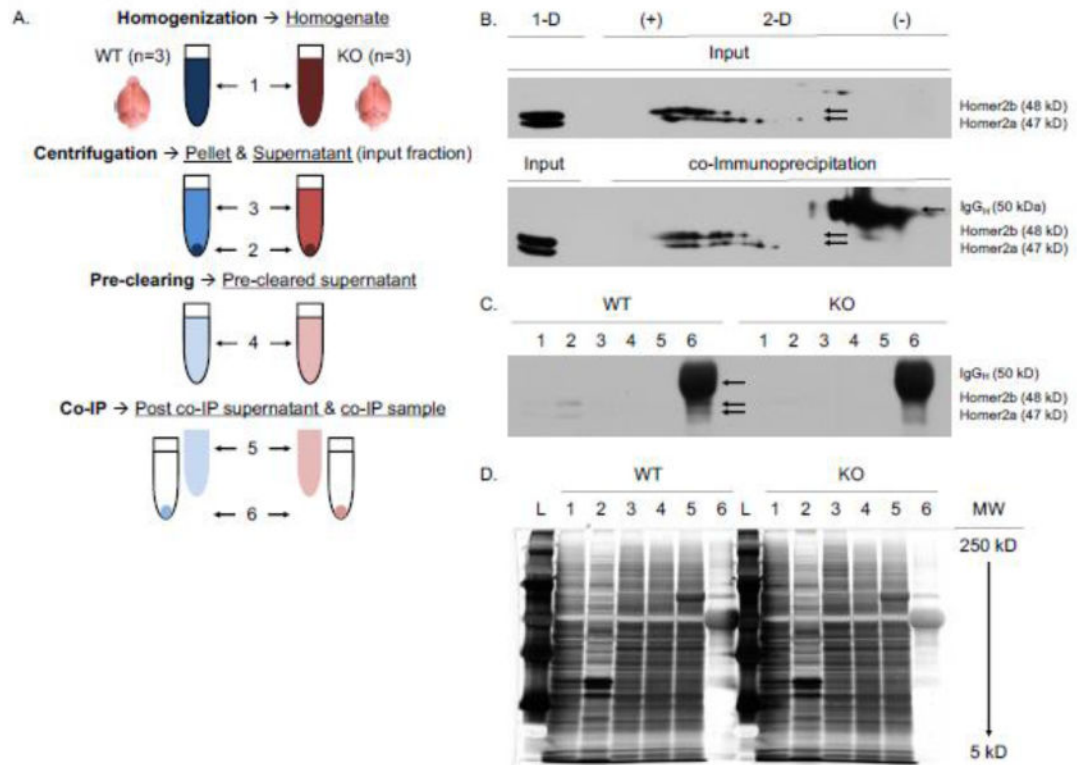 A.
Homogenization → Homogenate
WT (n=3)
KO (n=3)
1
Centrifugation → Pellet & Supernatant (input fraction)
3
2
Pre-clearing → Pre-cleared supernatant
4
Co-IP → Post co-IP supernatant & co-IP sample
5
6
B.
1-D (+) 2-D (-)
Input
Homer2b (48 kD)
Homer2a (47 kD)
Input co-Immunoprecipitation
IgGH (50 kDa)
Homer2b (48 kD)
Homer2a (47 kD)
C.
WT KO
1 2 3 4 5 6 1 2 3 4 5 6
IgGH (50 kD)
Homer2b (48 kD)
Homer2a (47 kD)
D.
WT KO
L 1 2 3 4 5 6 L 1 2 3 4 5 6 MW
250 kD
5 kD